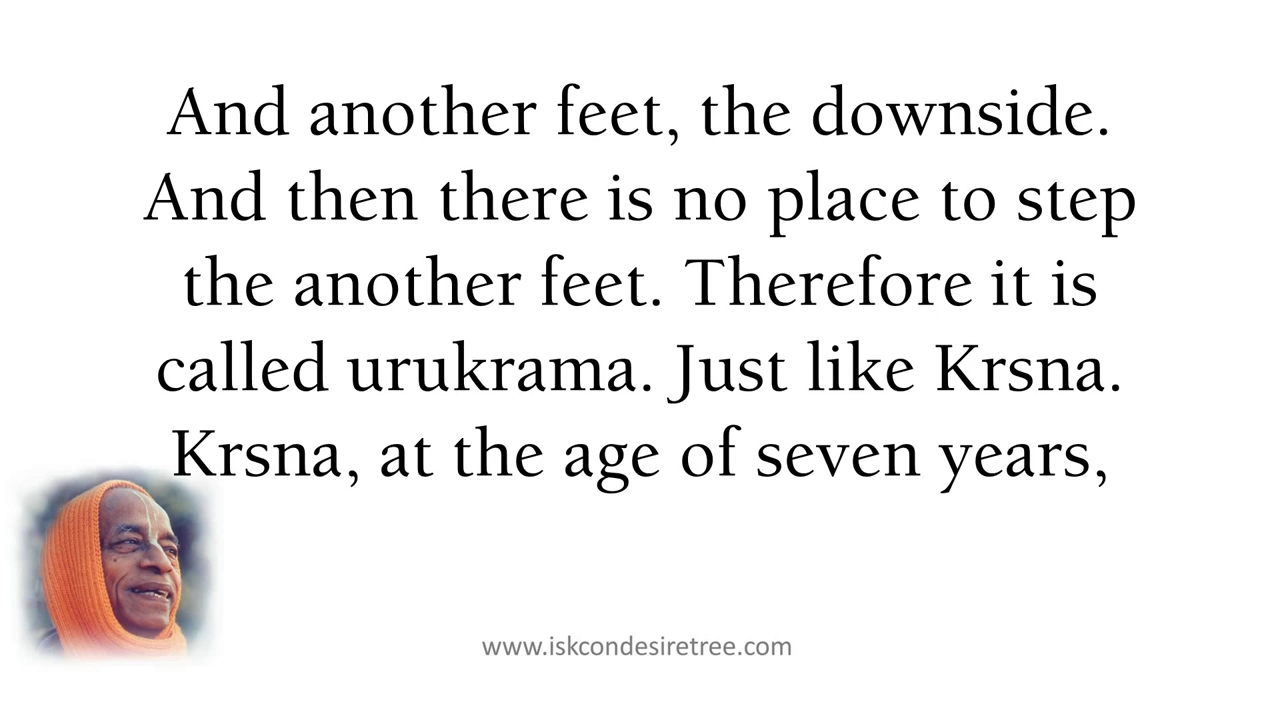 And another feet, the downside.
And then there is no place to step
the another feet. Therefore it is
called urukrama. Just like Krsna.
Krsna, at the age of seven years,
www.iskcondesiretree.com